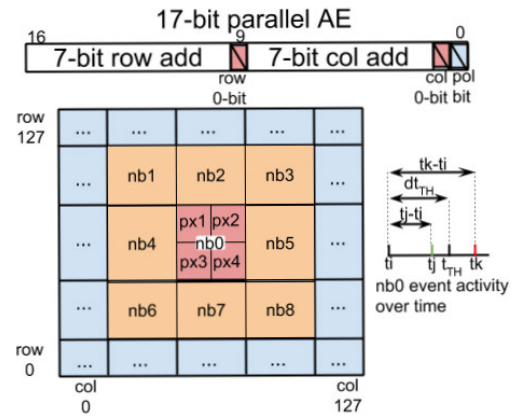 17-bit parallel AE
16
9
0
7-bit row add
7-bit col add
row
0-bit
col pol
0-bit bit
row
127
... ... ... ... ...
... nb1 nb2 nb3 ...
px1 px2
... nb4 nb0 nb5 ...
px3 px4
... nb6 nb7 nb8 ...
... ... ... ... ...
row
0
col
0
col
127
tk-ti
dtTH
tj-ti
ti tj tTH tk
nb0 event activity
over time